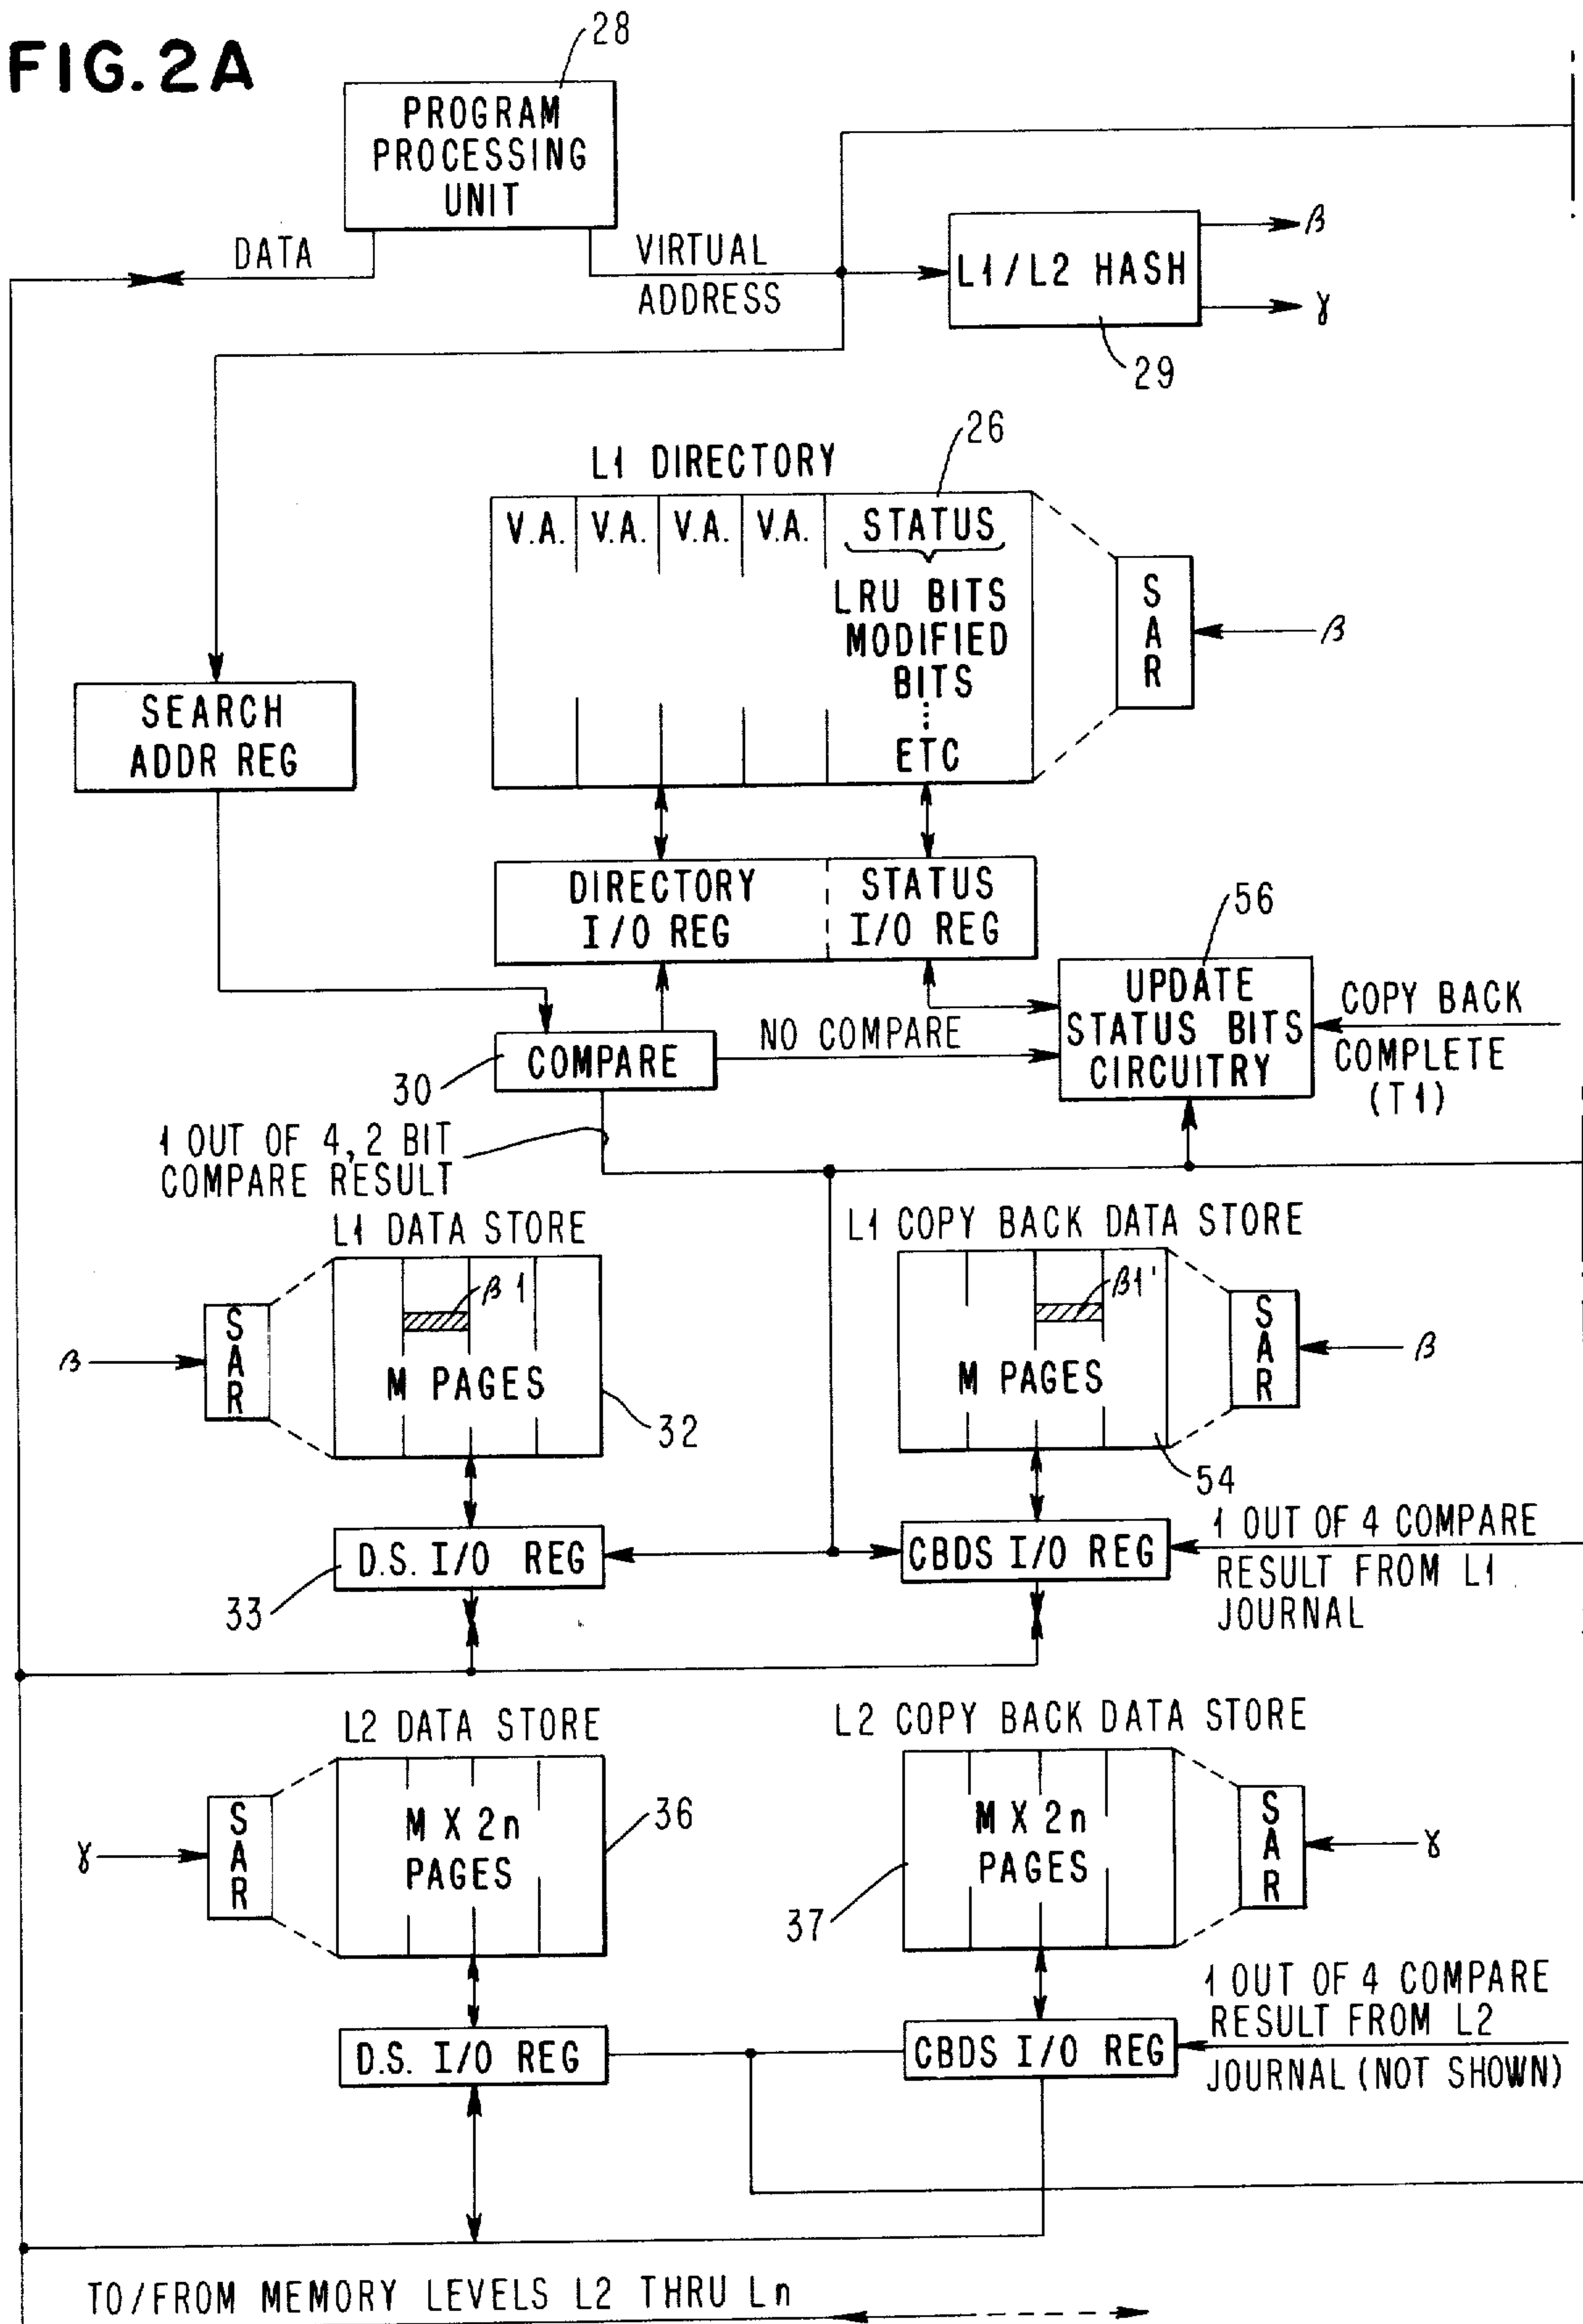 FIG. 2A
28
PROGRAM
PROCESSING
UNIT
DATA
VIRTUAL
ADDRESS
L1/L2 HASH
β
γ
29
26
L1 DIRECTORY
V.A. V.A. V.A. V.A. STATUS
LRU BITS
MODIFIED
BITS
ETC
S
A
R
β
SEARCH
ADDR REG
DIRECTORY
I/O REG
STATUS
I/O REG
56
UPDATE
STATUS BITS
CIRCUITRY
COPY BACK
COMPLETE
(T1)
NO COMPARE
COMPARE
30
1 OUT OF 4, 2 BIT
COMPARE RESULT
L1 DATA STORE
β1
M PAGES
S
A
R
β
32
L1 COPY BACK DATA STORE
β1'
M PAGES
S
A
R
β
54
D.S. I/O REG
33
CBDS I/O REG
1 OUT OF 4 COMPARE
RESULT FROM L1
JOURNAL
L2 DATA STORE
M X 2n
PAGES
S
A
R
γ
36
L2 COPY BACK DATA STORE
M X 2n
PAGES
S
A
R
γ
37
D.S. I/O REG
CBDS I/O REG
1 OUT OF 4 COMPARE
RESULT FROM L2
JOURNAL (NOT SHOWN)
TO/FROM MEMORY LEVELS L2 THRU Ln